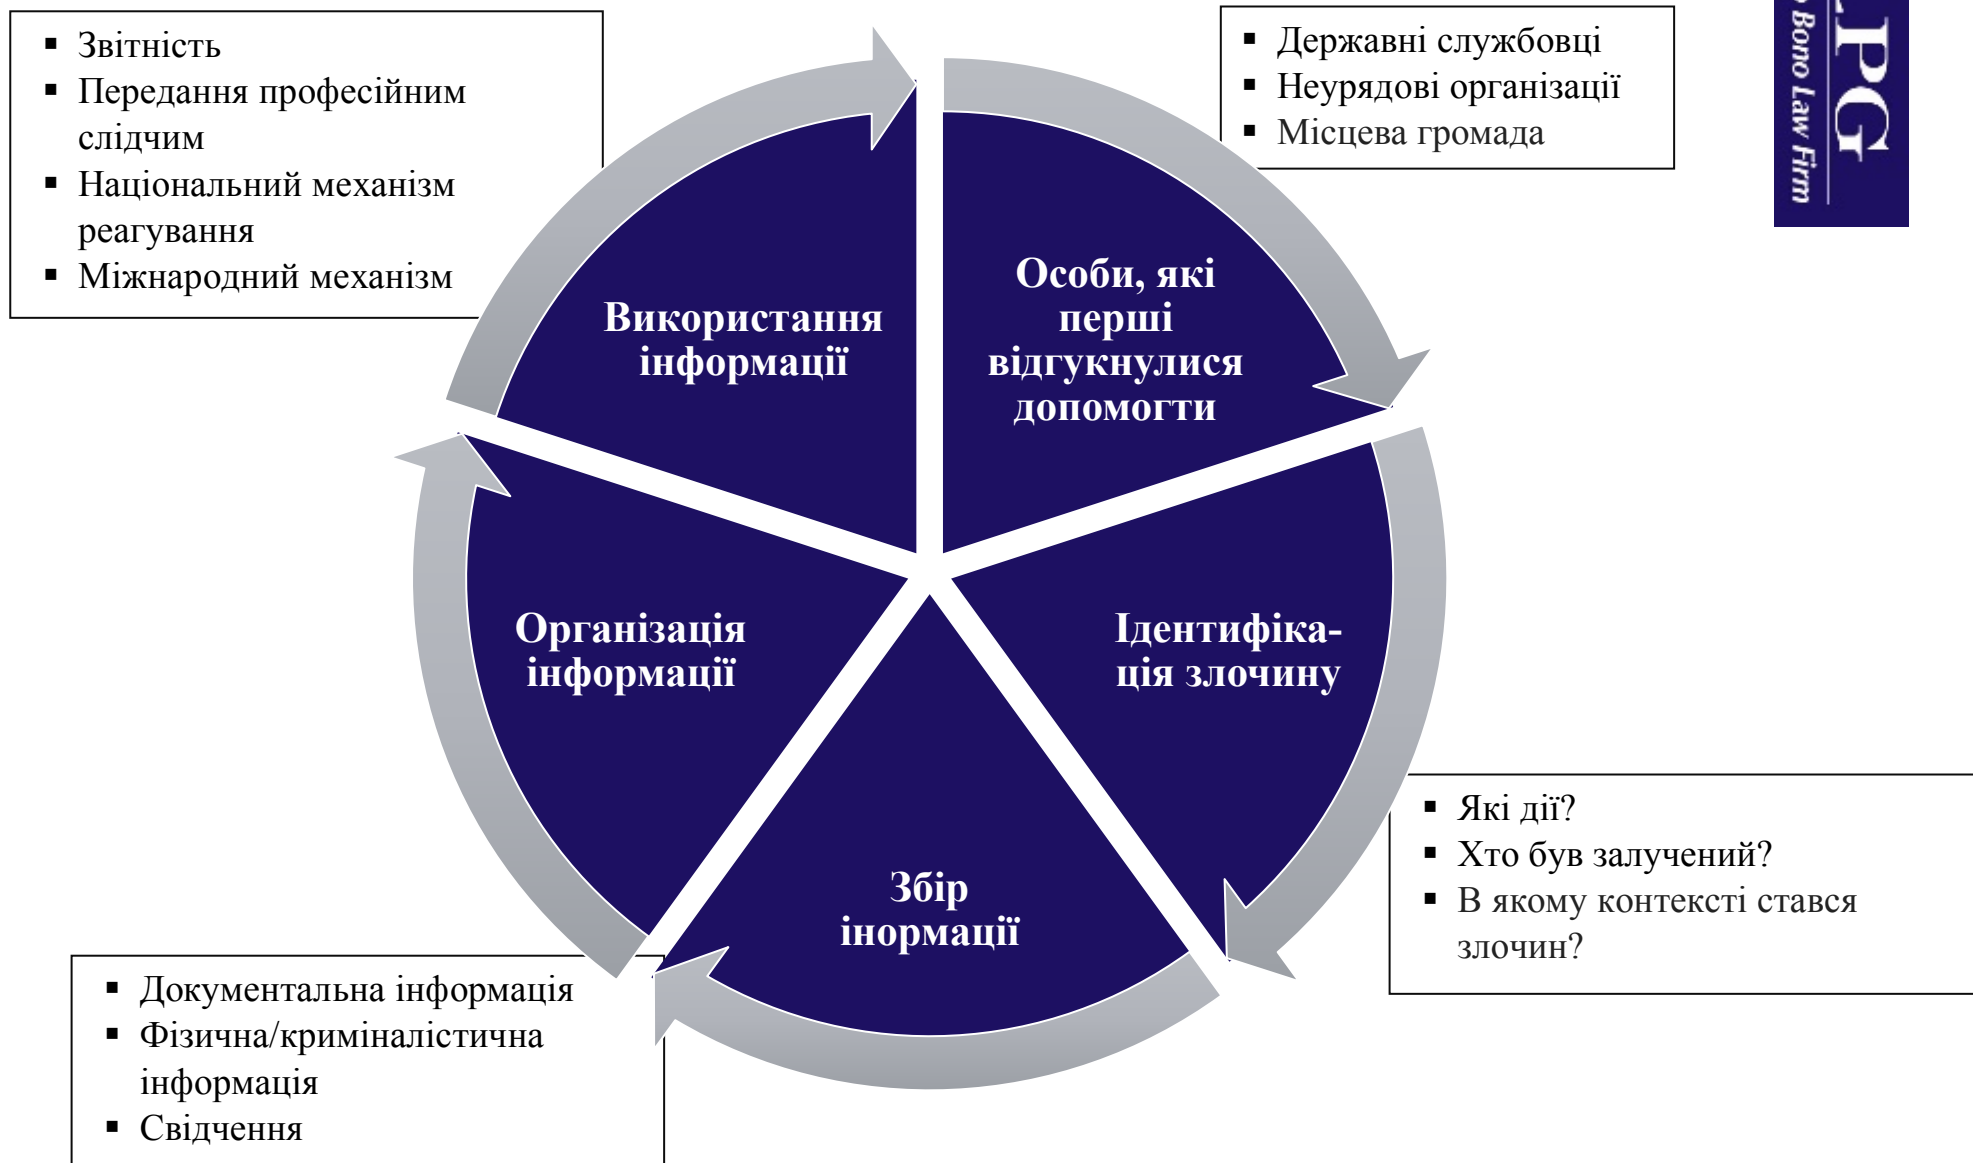 ▪ Звітність
▪ Передання професійним
слідчим
▪ Національний механізм
реагування
▪ Міжнародний механізм
▪ Державні службовці
▪ Неурядові організації
▪ Місцева громада
PG
Bono Law Firm
Використання
інформації
Особи, які
перші
відгукнулися
допомогти
Організація
інформації
Ідентифіка-
ція злочину
Збір
інормації
▪ Які дії?
▪ Хто був залучений?
▪ В якому контексті стався
злочин?
▪ Документальна інформація
▪ Фізична/криміналістична
інформація
▪ Свідчення